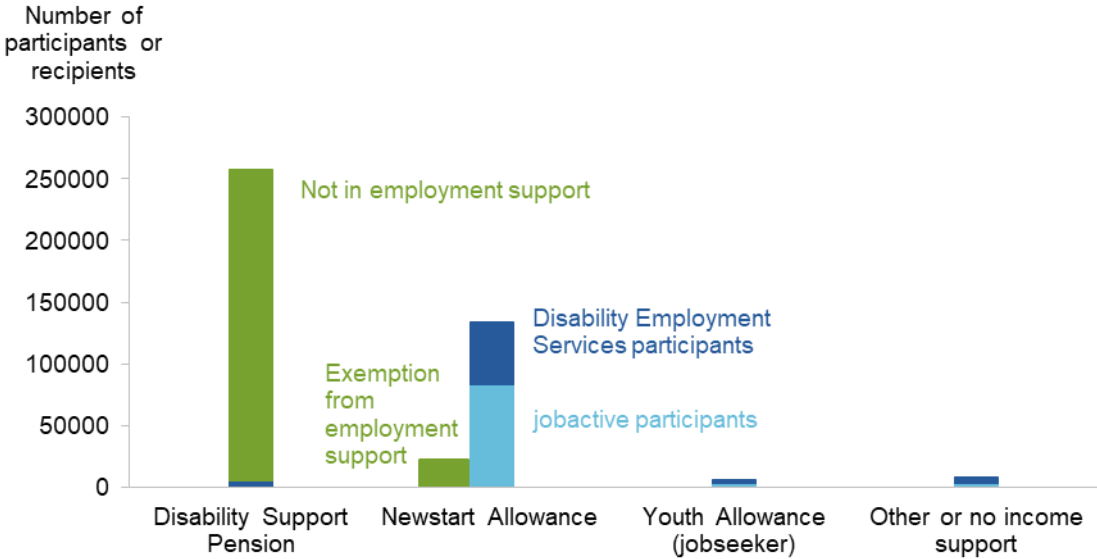 Number of
participants or
recipients
300000
250000
200000
150000
100000
50000
0
Not in employment support
Disability Employment
Services participants
Exemption
from
employment
support
jobactive participants
Disability Support
Pension
Newstart Allowance
Youth Allowance
(jobseeker)
Other or no income
support